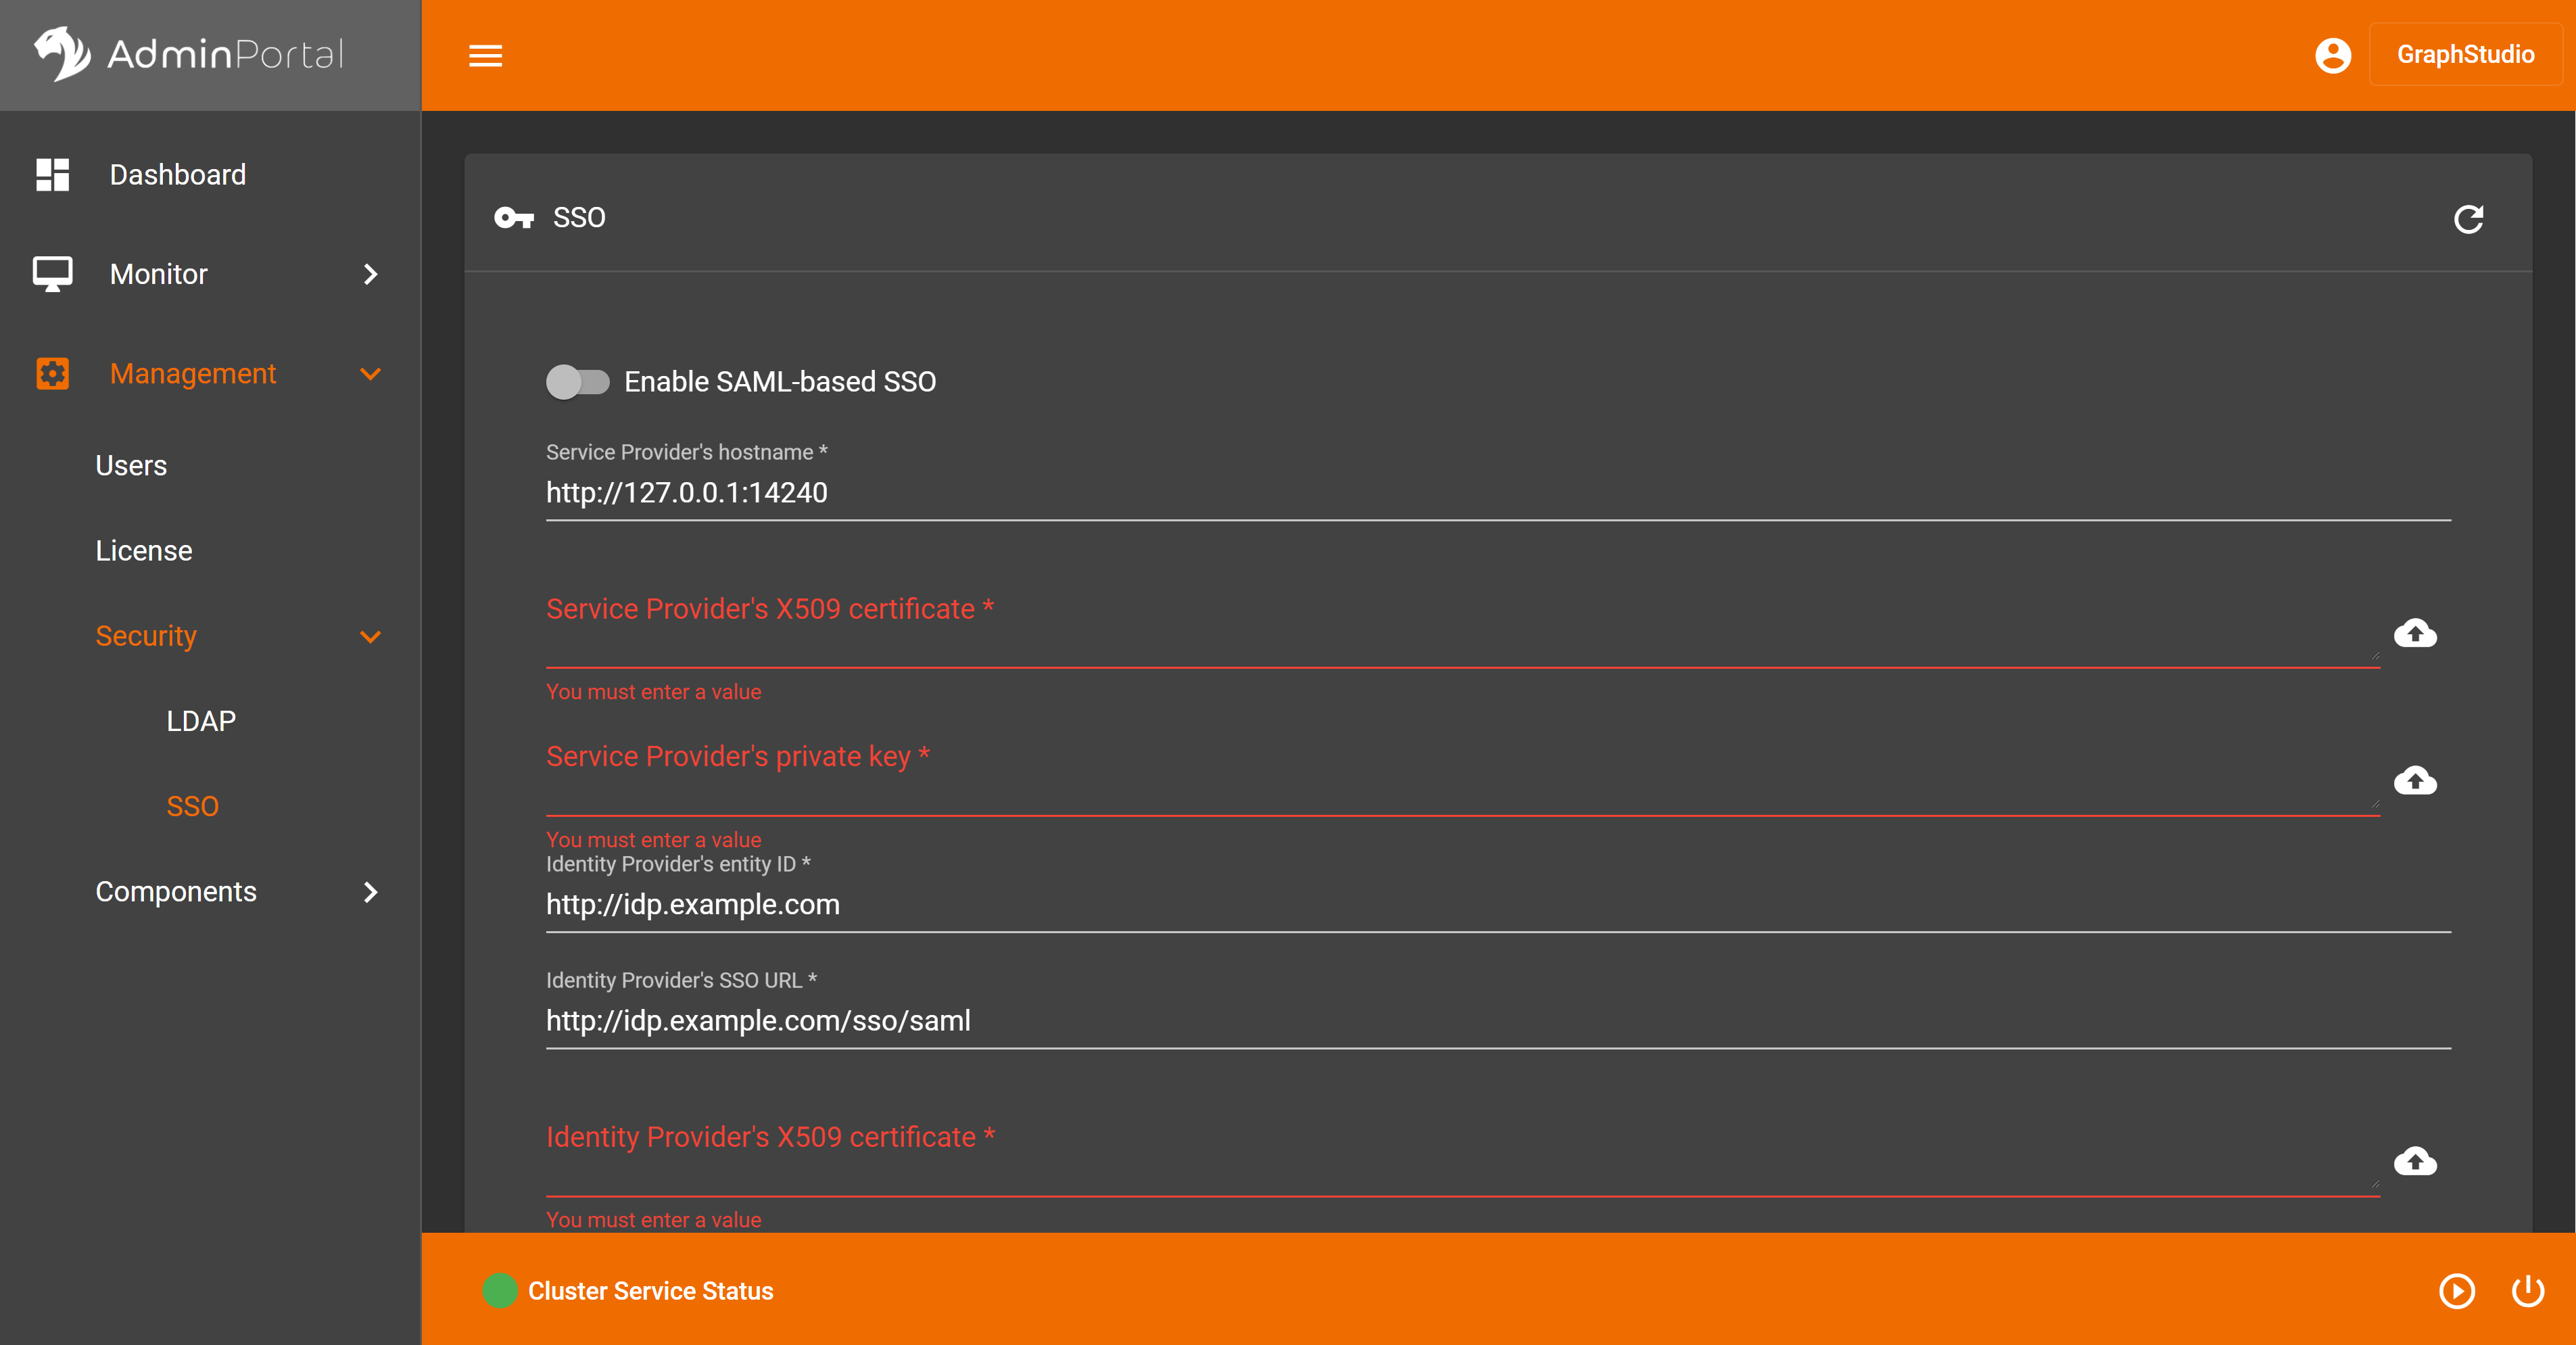 AdminPortal
GraphStudio
Dashboard
Monitor
Management
Users
License
Security
LDAP
SSO
Components
SSO
Enable SAML-based SSO
Service Provider's hostname *
http://127.0.0.1:14240
Service Provider's X509 certificate *
You must enter a value
Service Provider's private key *
You must enter a value
Identity Provider's entity ID *
http://idp.example.com
Identity Provider's SSO URL *
http://idp.example.com/sso/saml
Identity Provider's X509 certificate *
You must enter a value
Cluster Service Status